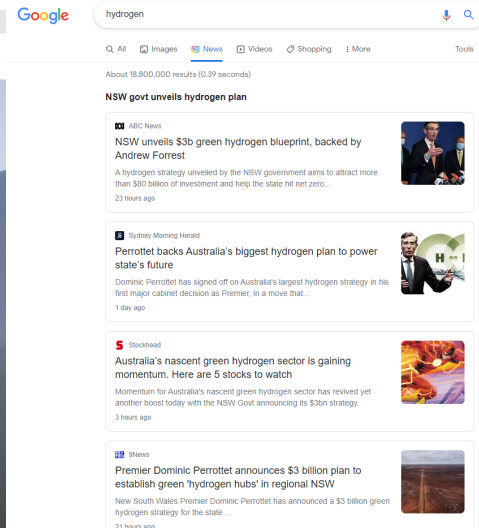 Google
hydrogen
All
Images
News
Videos
Shopping
More
Tools
About 18,800,000 results (0.39 seconds)
NSW govt unveils hydrogen plan
ABC News
NSW unveils $3b green hydrogen blueprint, backed by
Andrew Forrest
A hydrogen strategy unveiled by the NSW government aims to attract more
than $80 billion of investment and help the state hit net zero...
23 hours ago
Sydney Morning Herald
Perrottet backs Australia's biggest hydrogen plan to power
state's future
Dominic Perrottet has signed off on Australia's largest hydrogen strategy in his
first major cabinet decision as Premier, in a move that...
1 day ago
Stockhead
Australia's nascent green hydrogen sector is gaining
momentum. Here are 5 stocks to watch
Momentum for Australia's nascent green hydrogen sector has revived yet
another boost today with the NSW Govt announcing its $3bn strategy.
3 hours ago
9News
Premier Dominic Perrottet announces $3 billion plan to
establish green 'hydrogen hubs' in regional NSW
New South Wales Premier Dominic Perrottet has announced a $3 billion green
hydrogen strategy for the state ...
21 hours ago